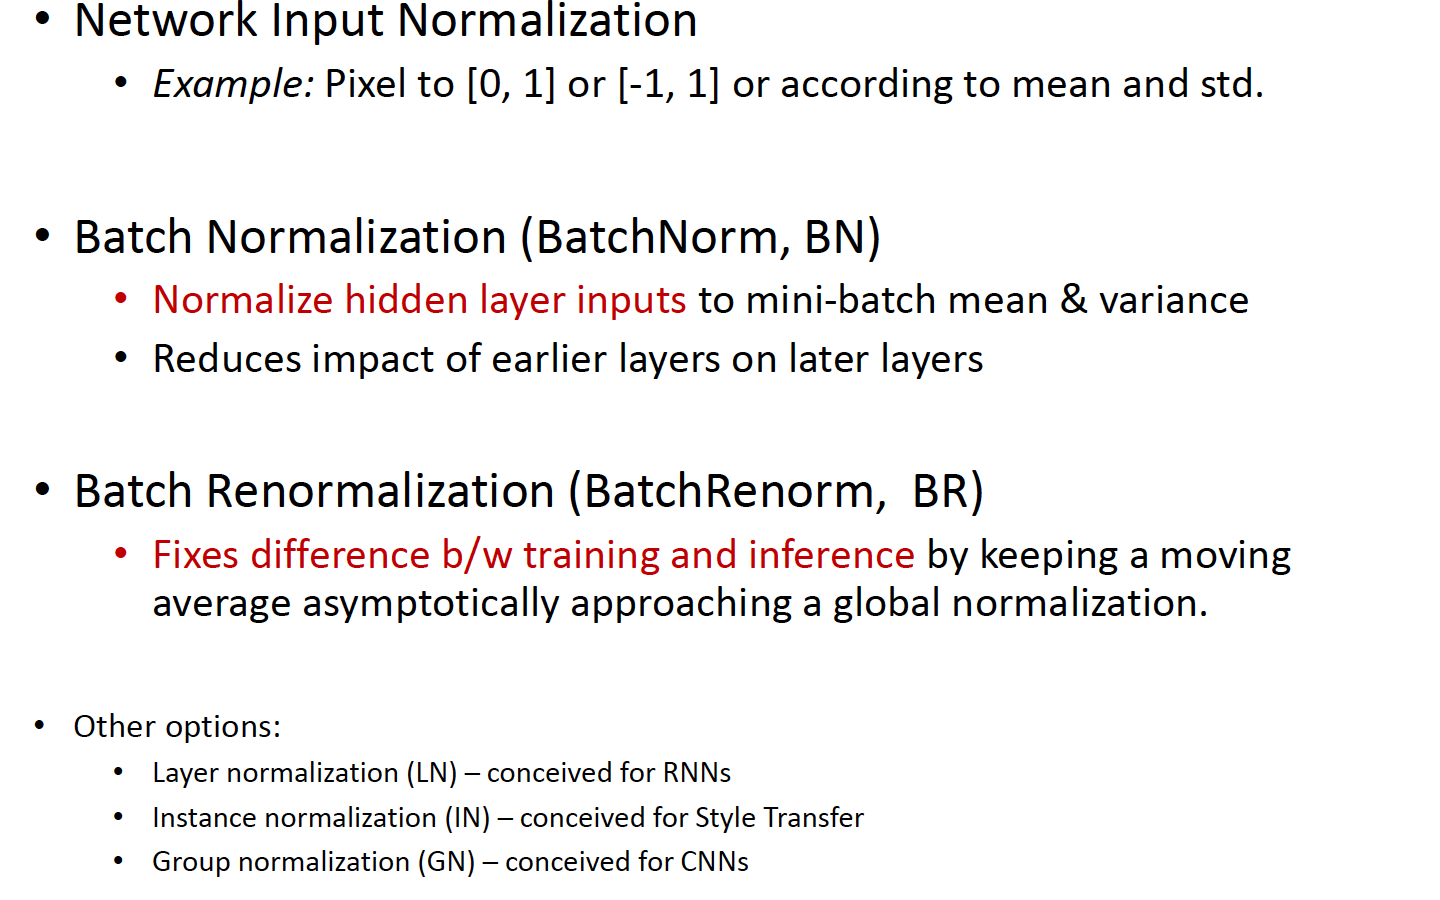 • Network Input Normalization
• Example: Pixel to [0, 1] or [-1, 1] or according to mean and std.
• Batch Normalization (BatchNorm, BN)
• Normalize hidden layer inputs to mini-batch mean & variance
• Reduces impact of earlier layers on later layers
• Batch Renormalization (BatchRenorm,  BR)
• Fixes difference b/w training and inference by keeping a moving
average asymptotically approaching a global normalization.
• Other options:
• Layer normalization (LN) – conceived for RNNs
• Instance normalization (IN) – conceived for Style Transfer
• Group normalization (GN) – conceived for CNNs